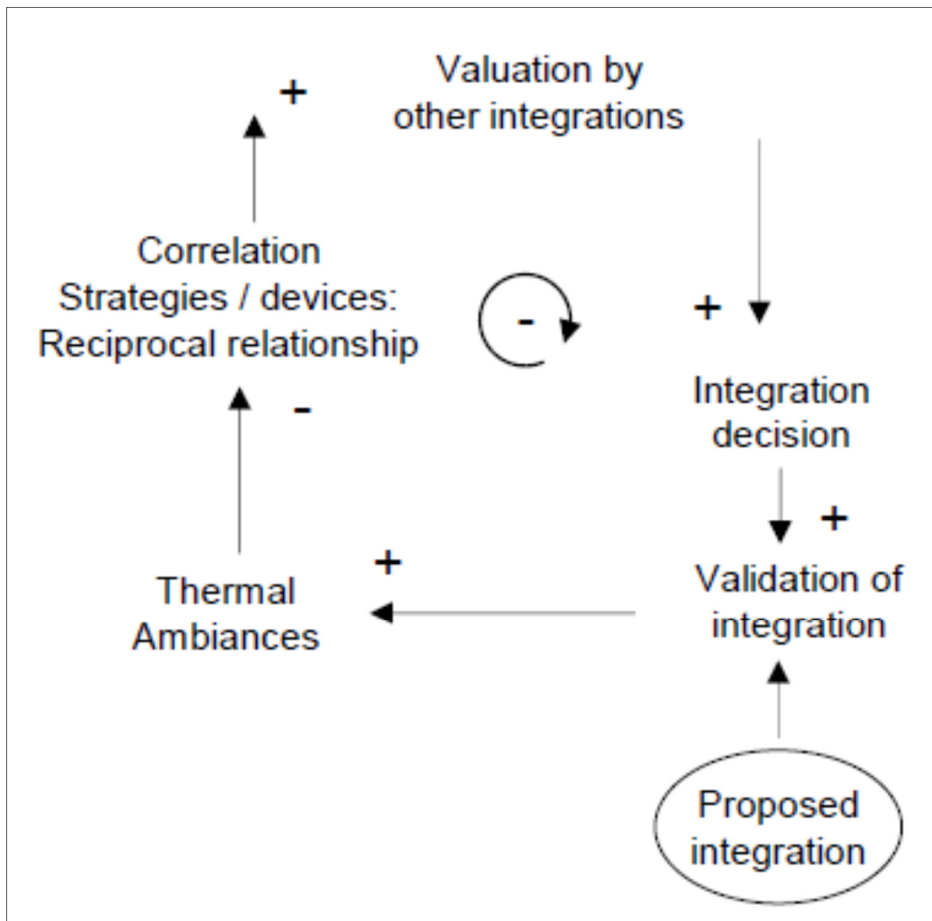 +
Valuation by
other integrations
Correlation
Strategies / devices:
Reciprocal relationship
-
+
Integration
decision
-
+
Validation of
integration
+
Thermal
Ambiances
Proposed
integration